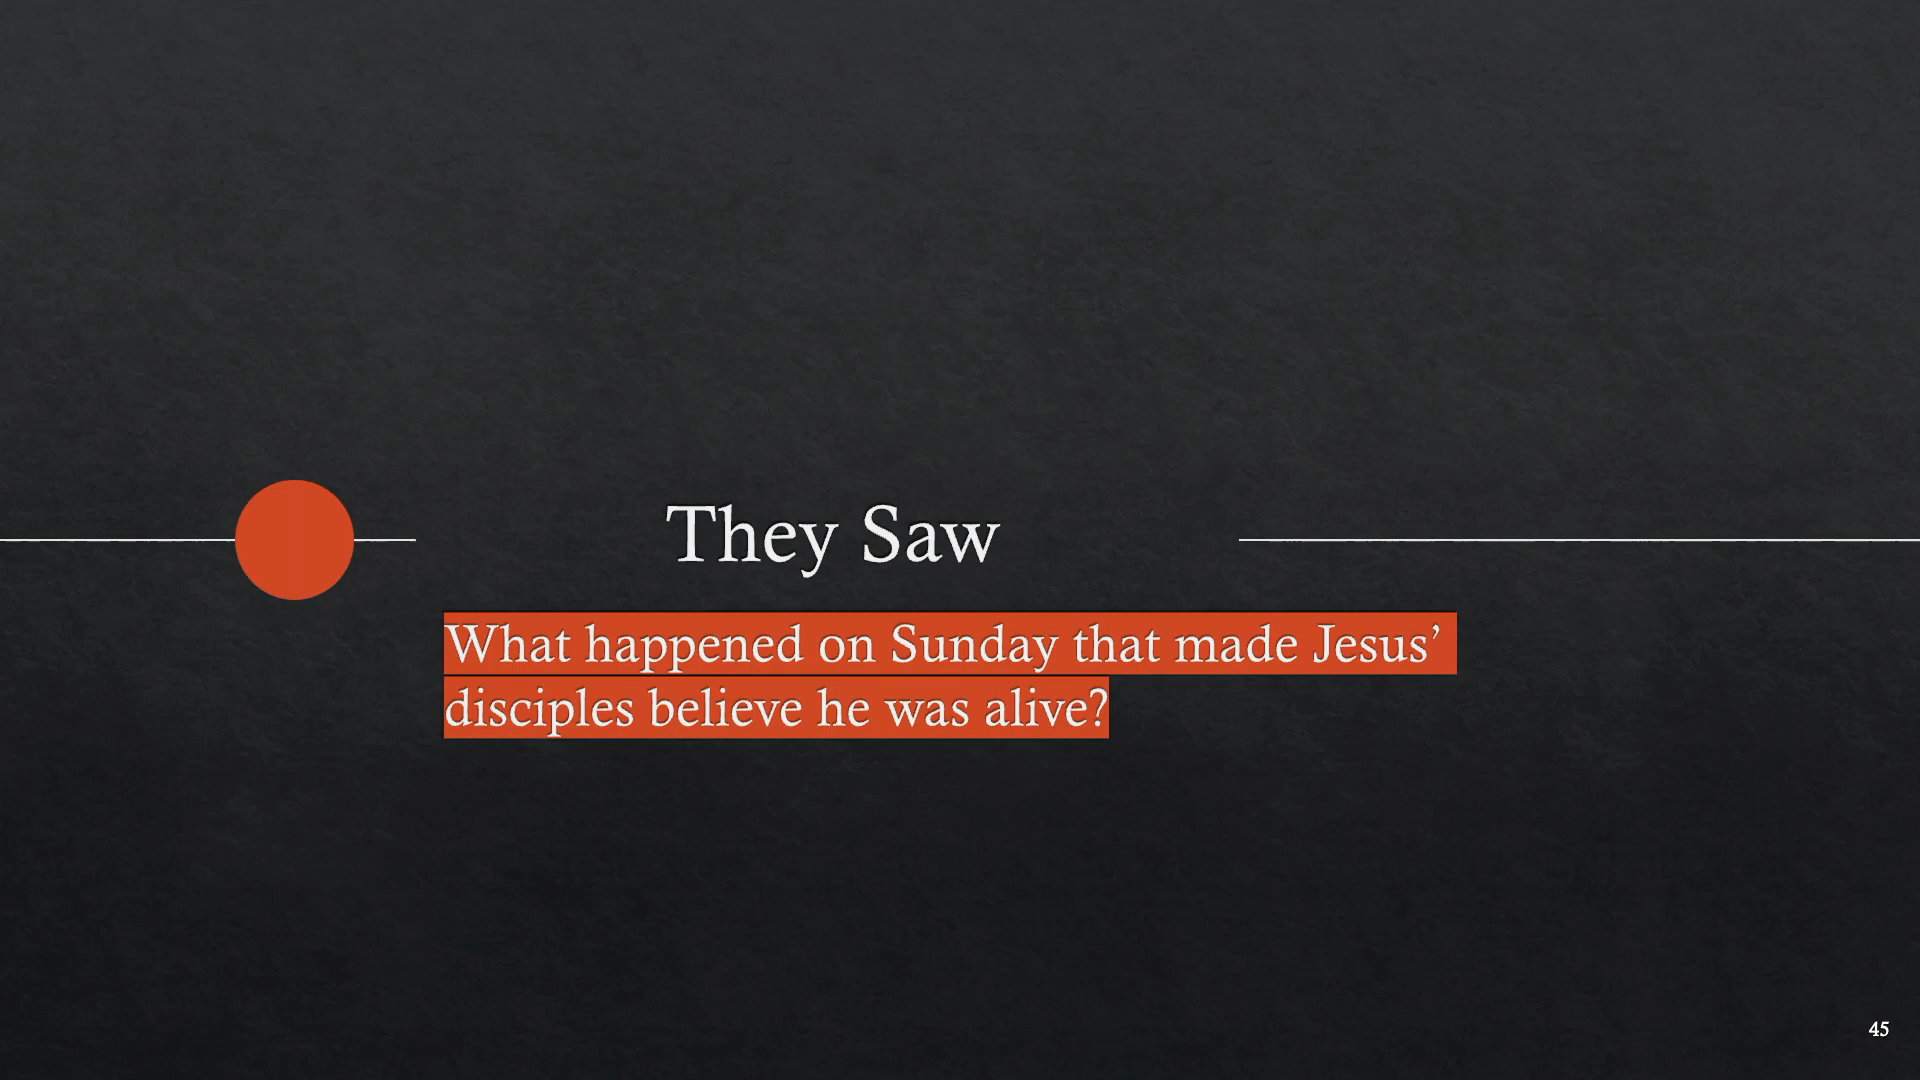 They Saw
What happened on Sunday that made Jesus’
disciples believe he was alive?
45